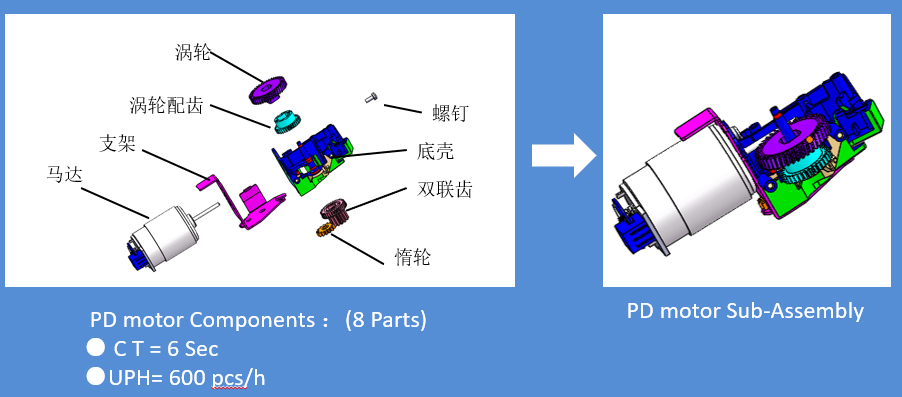 涡轮
涡轮配齿
支架
马达
螺钉
底壳
双联齿
惰轮
PD motor Components： (8 Parts)
C T = 6 Sec
UPH= 600 pcs/h
PD motor Sub-Assembly